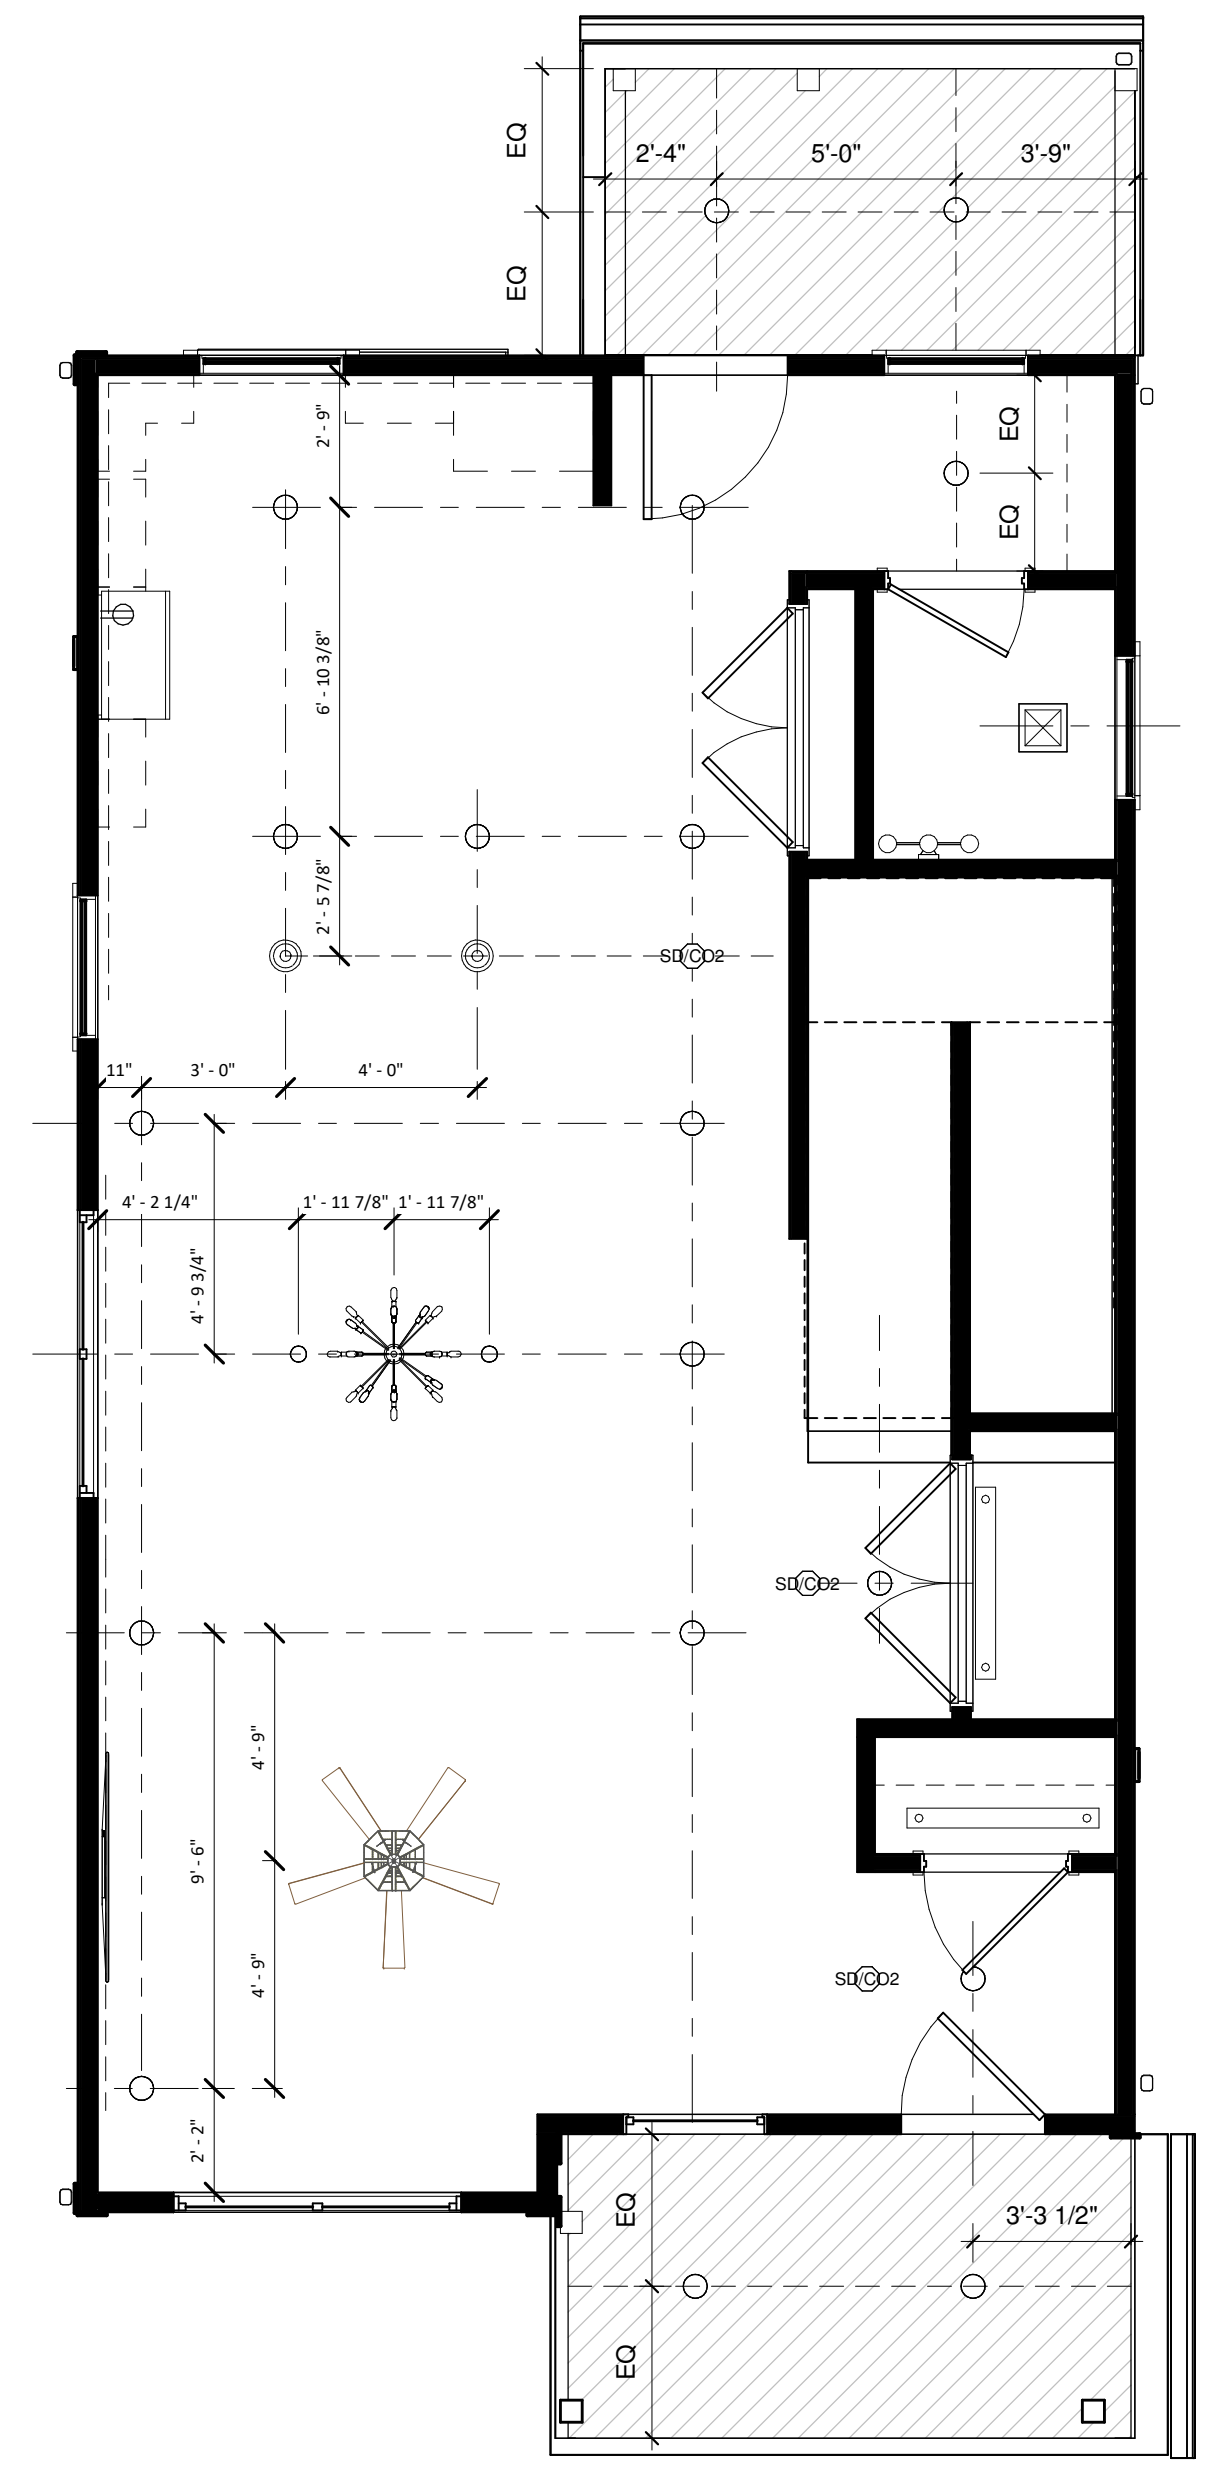 EQ
2'-4"
5'-0"
3'-9"
EQ
2' - 9"
EQ
EQ
6' - 10 3/8"
2' - 5 7/8"
SD/CO2
11"
3' - 0"
4' - 0"
4' - 2 1/4"
1' - 11 7/8"
1' - 11 7/8"
4' - 9 3/4"
SD/CO2
4' - 9"
9' - 6"
4' - 9"
SD/CO2
2' - 2"
EQ
3'-3 1/2"
EQ